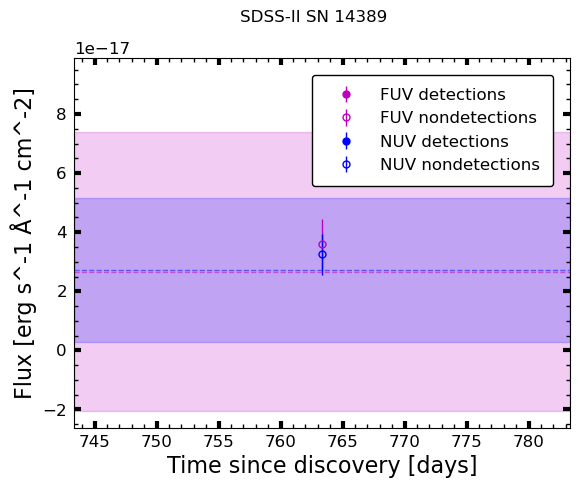 SDSS-II SN 14389
1e−17
Flux [erg s^-1 Å^-1 cm^-2]
8
6
4
2
0
−2
FUV detections
FUV nondetections
NUV detections
NUV nondetections
745 750 755 760 765 770 775 780
Time since discovery [days]